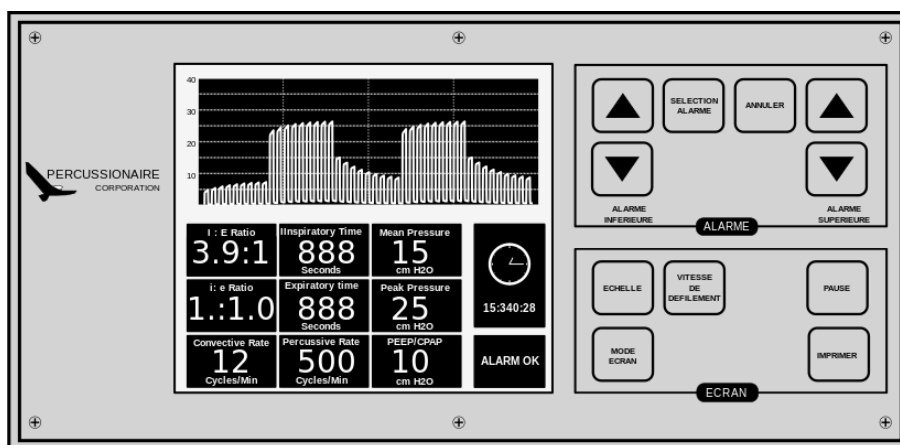 PERCUSSIONAIRE
CORPORATION
40
30
20
10
I : E Ratio
3.9:1
IInspiratory Time
888
Seconds
Mean Pressure
15
cm H2O
i: e Ratio
1.:1.0
Expiratory time
888
Seconds
Peak Pressure
25
cm H2O
Convective Rate
12
Cycles/Min
Percussive Rate
500
Cycles/Min
PEEP/CPAP
10
cm H2O
15:340:28
ALARM OK
SELECTION
ALARME
ANNULER
ALARME
INFERIEURE
ALARME
SUPERIEURE
ALARME
ECHELLE
VITESSE
DE
DEFILEMENT
PAUSE
MODE
ECRAN
IMPRIMER
ECRAN